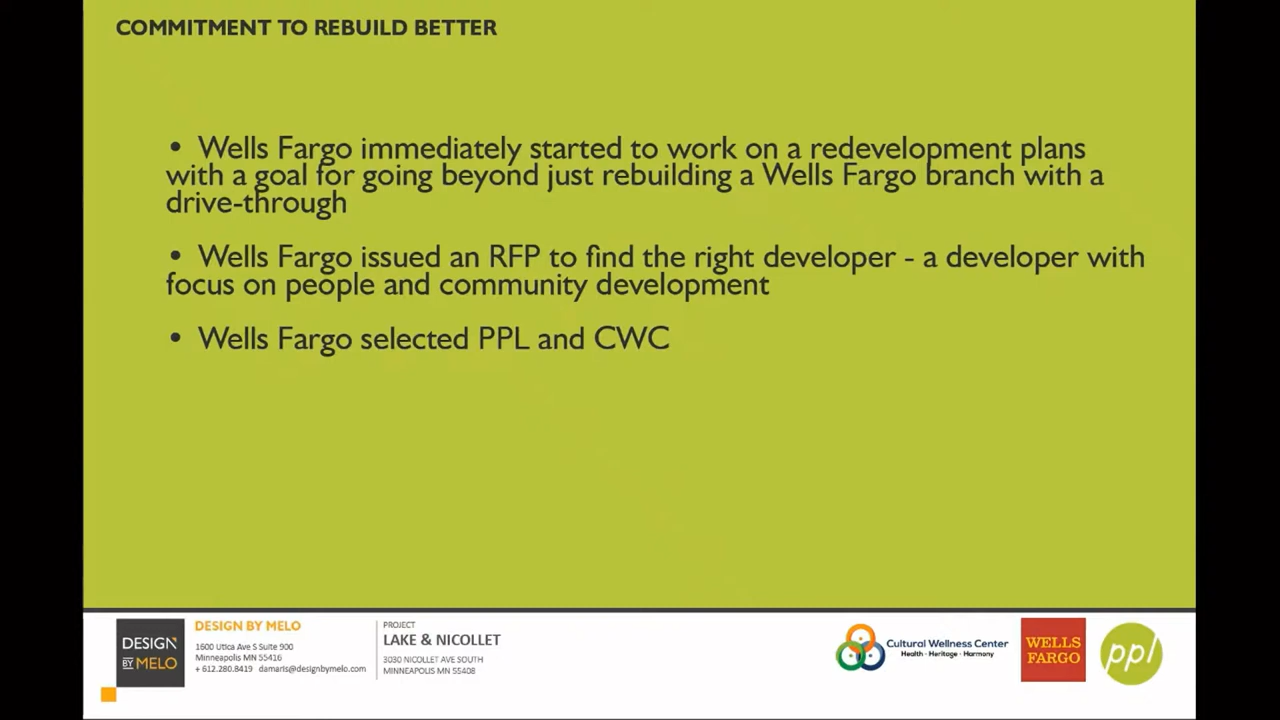 COMMITMENT TO REBUILD BETTER
• Wells Fargo immediately started to work on a redevelopment plans
with a goal for going beyond just rebuilding a Wells Fargo branch with a
drive-through
• Wells Fargo issued an RFP to find the right developer - a developer with
focus on people and community development
• Wells Fargo selected PPL and CWC
DESIGN
BY MELO
DESIGN BY MELO
1600 Utica Ave S Suite 900
Minneapolis MN 55416
+ 612.280.8419 damaris@designbymelo.com
PROJECT
LAKE & NICOLLET
3030 NICOLLET AVE SOUTH
MINNEAPOLIS MN 55408
Cultural Wellness Center
Health · Heritage · Harmony
WELLS
FARGO
ppl